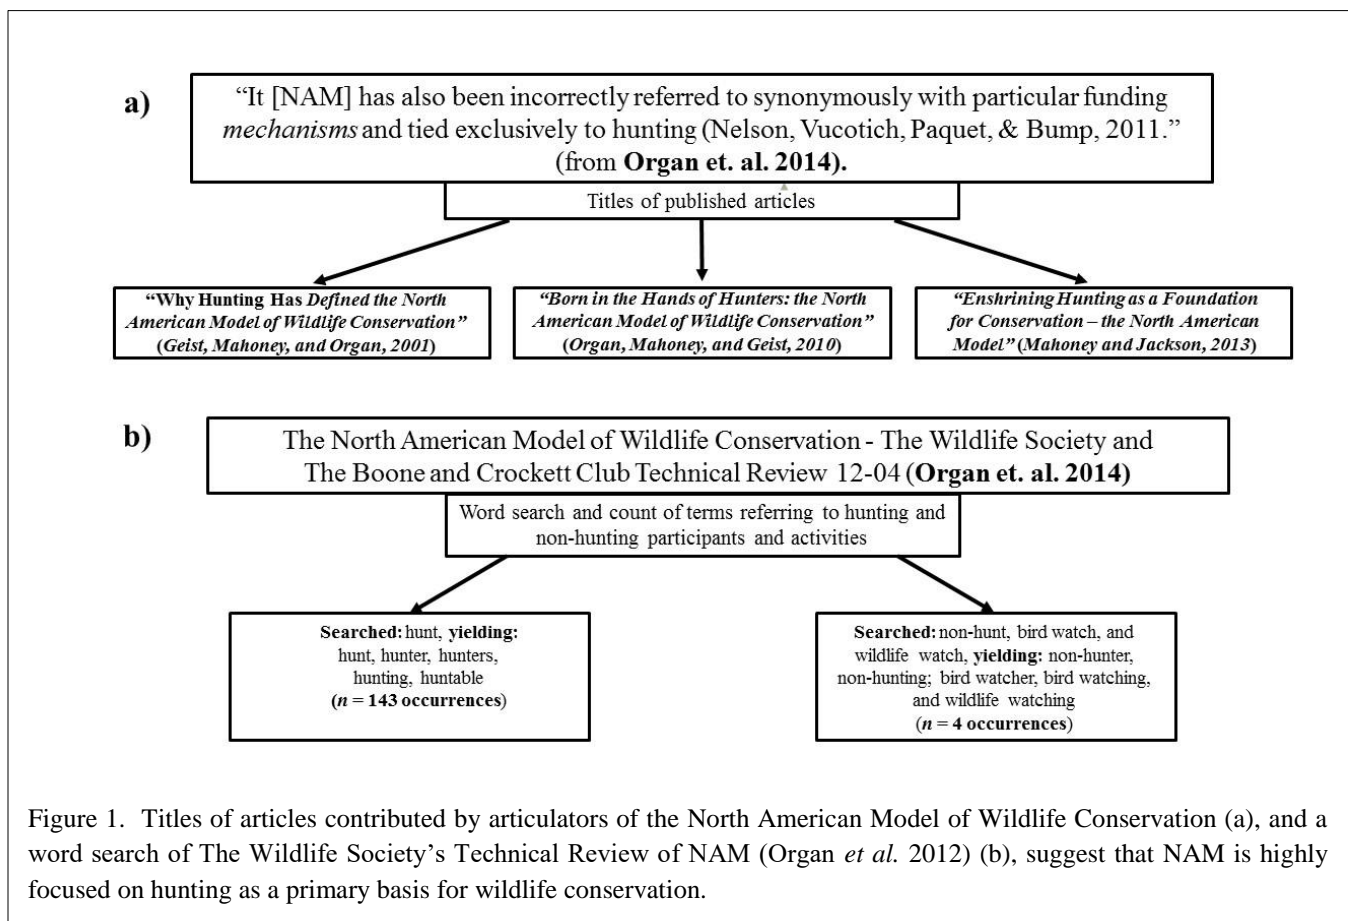 a)
“It [NAM] has also been incorrectly referred to synonymously with particular funding
mechanisms and tied exclusively to hunting (Nelson, Vucotich, Paquet, & Bump, 2011.”
(from Organ et. al. 2014).
Titles of published articles
“Why Hunting Has Defined the North
American Model of Wildlife Conservation”
(Geist, Mahoney, and Organ, 2001)
“Born in the Hands of Hunters: the North
American Model of Wildlife Conservation”
(Organ, Mahoney, and Geist, 2010)
“Enshrining Hunting as a Foundation
for Conservation – the North American
Model” (Mahoney and Jackson, 2013)
b)
The North American Model of Wildlife Conservation - The Wildlife Society and
The Boone and Crockett Club Technical Review 12-04 (Organ et. al. 2014)
Word search and count of terms referring to hunting and
non-hunting participants and activities
Searched: hunt, yielding:
hunt, hunter, hunters,
hunting, huntable
(n = 143 occurrences)
Searched: non-hunt, bird watch, and
wildlife watch, yielding: non-hunter,
non-hunting; bird watcher, bird watching,
and wildlife watching
(n = 4 occurrences)
Figure 1. Titles of articles contributed by articulators of the North American Model of Wildlife Conservation (a), and a
word search of The Wildlife Society’s Technical Review of NAM (Organ et al. 2012) (b), suggest that NAM is highly
focused on hunting as a primary basis for wildlife conservation.